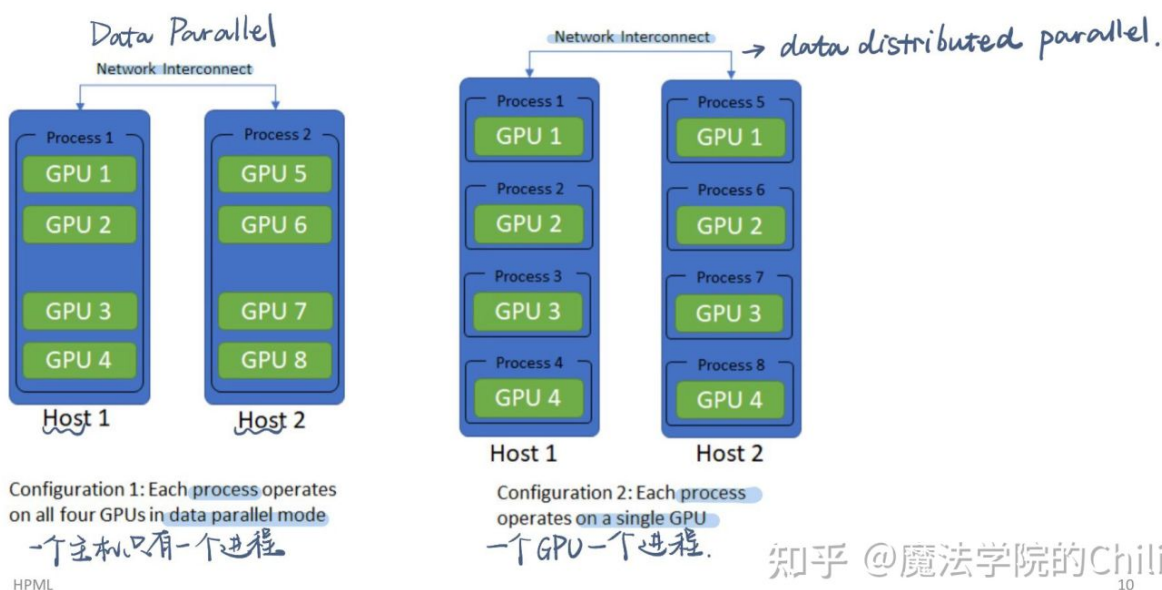 Data Parallel
Network Interconnect
Process 1
GPU 1
GPU 2
GPU 3
GPU 4
Host 1
Process 2
GPU 5
GPU 6
GPU 7
GPU 8
Host 2
Configuration 1: Each process operates
on all four GPUs in data parallel mode
一个主机只有一个进程
Network Interconnect
→ data distributed parallel.
Process 1
GPU 1
Process 2
GPU 2
Process 3
GPU 3
Process 4
GPU 4
Host 1
Process 5
GPU 1
Process 6
GPU 2
Process 7
GPU 3
Process 8
GPU 4
Host 2
Configuration 2: Each process
operates on a single GPU
一个GPU一个进程.
知乎 @魔法学院的Chili
HPML
10